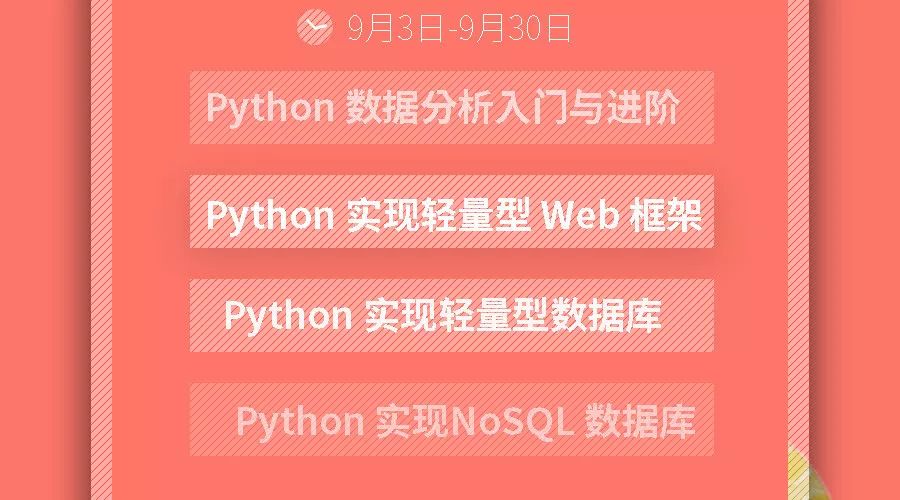 9月3日-9月30日
Python 数据分析入门与进阶
Python 实现轻量型 Web 框架
Python 实现轻量型数据库
Python 实现NoSQL 数据库